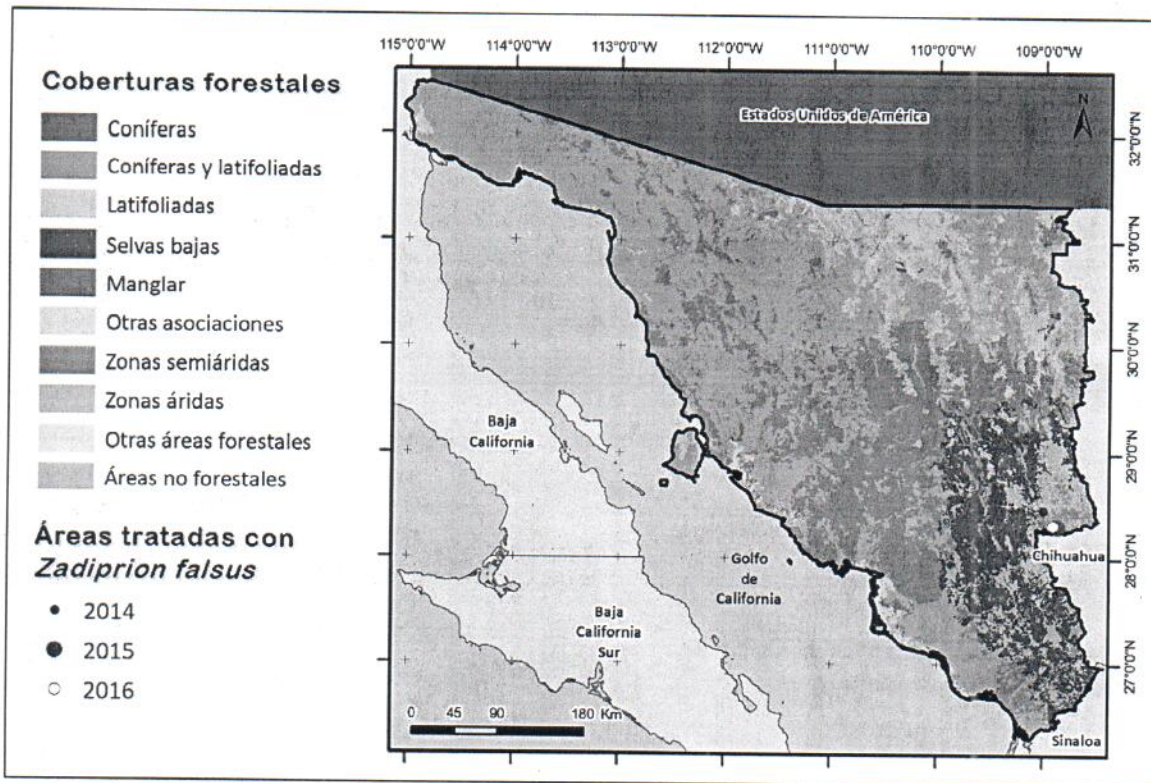 Coberturas forestales
Coníferas
Coníferas y latifoliadas
Latifoliadas
Selvas bajas
Manglar
Otras asociaciones
Zonas semiáridas
Zonas áridas
Otras áreas forestales
Áreas no forestales
Áreas tratadas con
Zadiprion falsus
2014
2015
2016
115°0'0"W
114°0'0"W
113°0'0"W
112°0'0"W
111°0'0"W
110°0'0"W
109°0'0"W
Estados Unidos de América
N
32°0'0"N
31°0'0"N
30°0'0"N
29°0'0"N
28°0'0"N
27°0'0"N
Baja
California
Golfo
de
California
Chihuahua
Baja
California
Sur
Sinaloa
0 45 90 180 Km